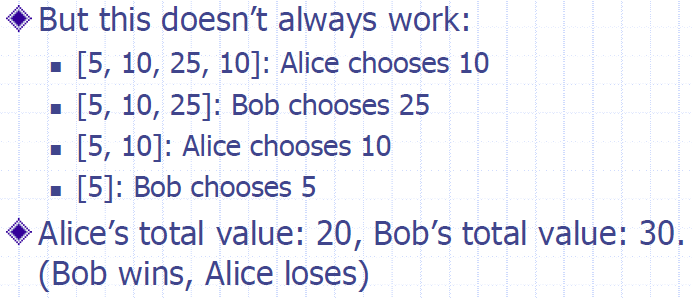 But this doesn’t always work:
[5, 10, 25, 10]: Alice chooses 10
[5, 10, 25]: Bob chooses 25
[5, 10]: Alice chooses 10
[5]: Bob chooses 5
Alice’s total value: 20, Bob’s total value: 30.
(Bob wins, Alice loses)